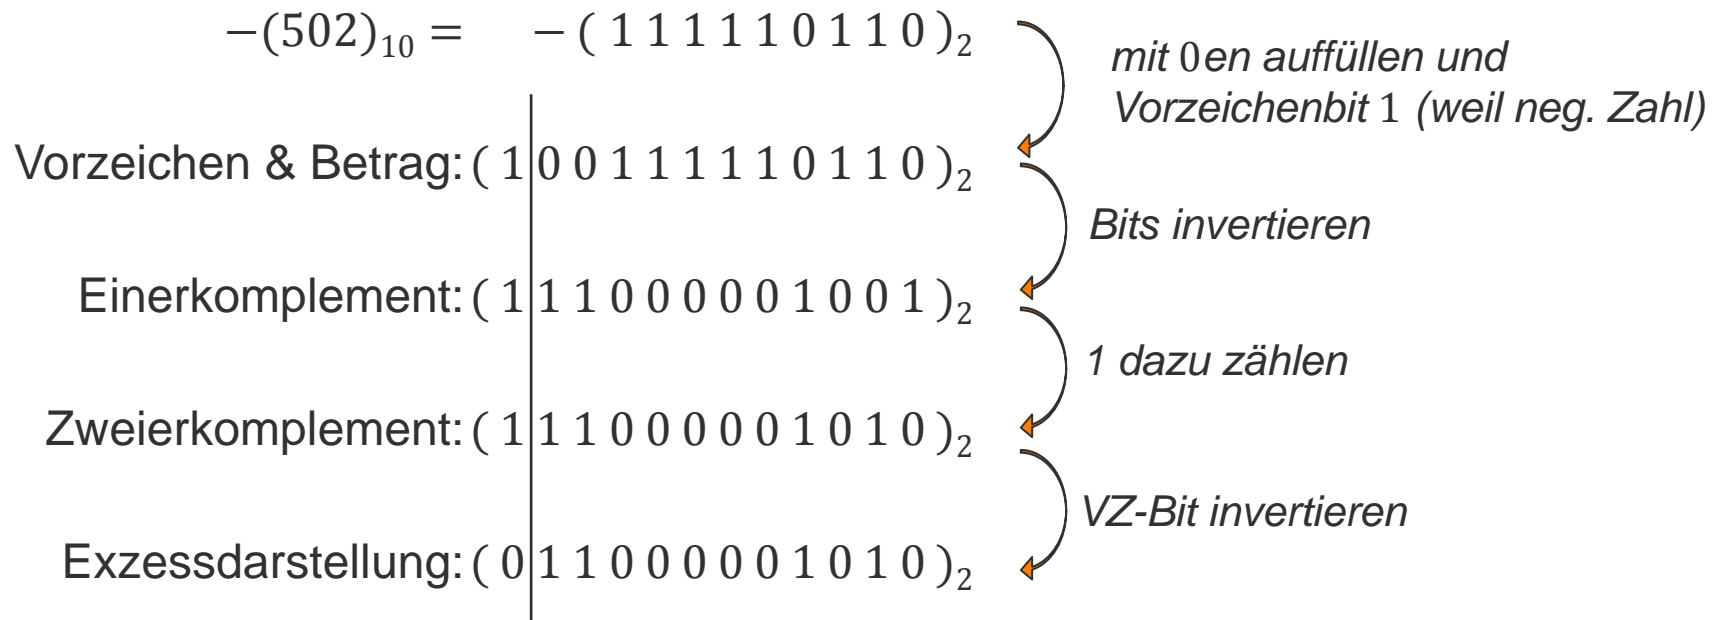 −(502)₁₀ = − ( 1 1 1 1 1 0 1 1 0 )₂
mit 0en auffüllen und
Vorzeichenbit 1 (weil neg. Zahl)
Vorzeichen & Betrag: ( 1 0 0 1 1 1 1 1 0 1 1 0 )₂
Bits invertieren
Einerkomplement: ( 1 1 1 0 0 0 0 0 1 0 0 1 )₂
1 dazu zählen
Zweierkomplement: ( 1 1 1 0 0 0 0 0 1 0 1 0 )₂
VZ-Bit invertieren
Exzessdarstellung: ( 0 1 1 0 0 0 0 0 1 0 1 0 )₂